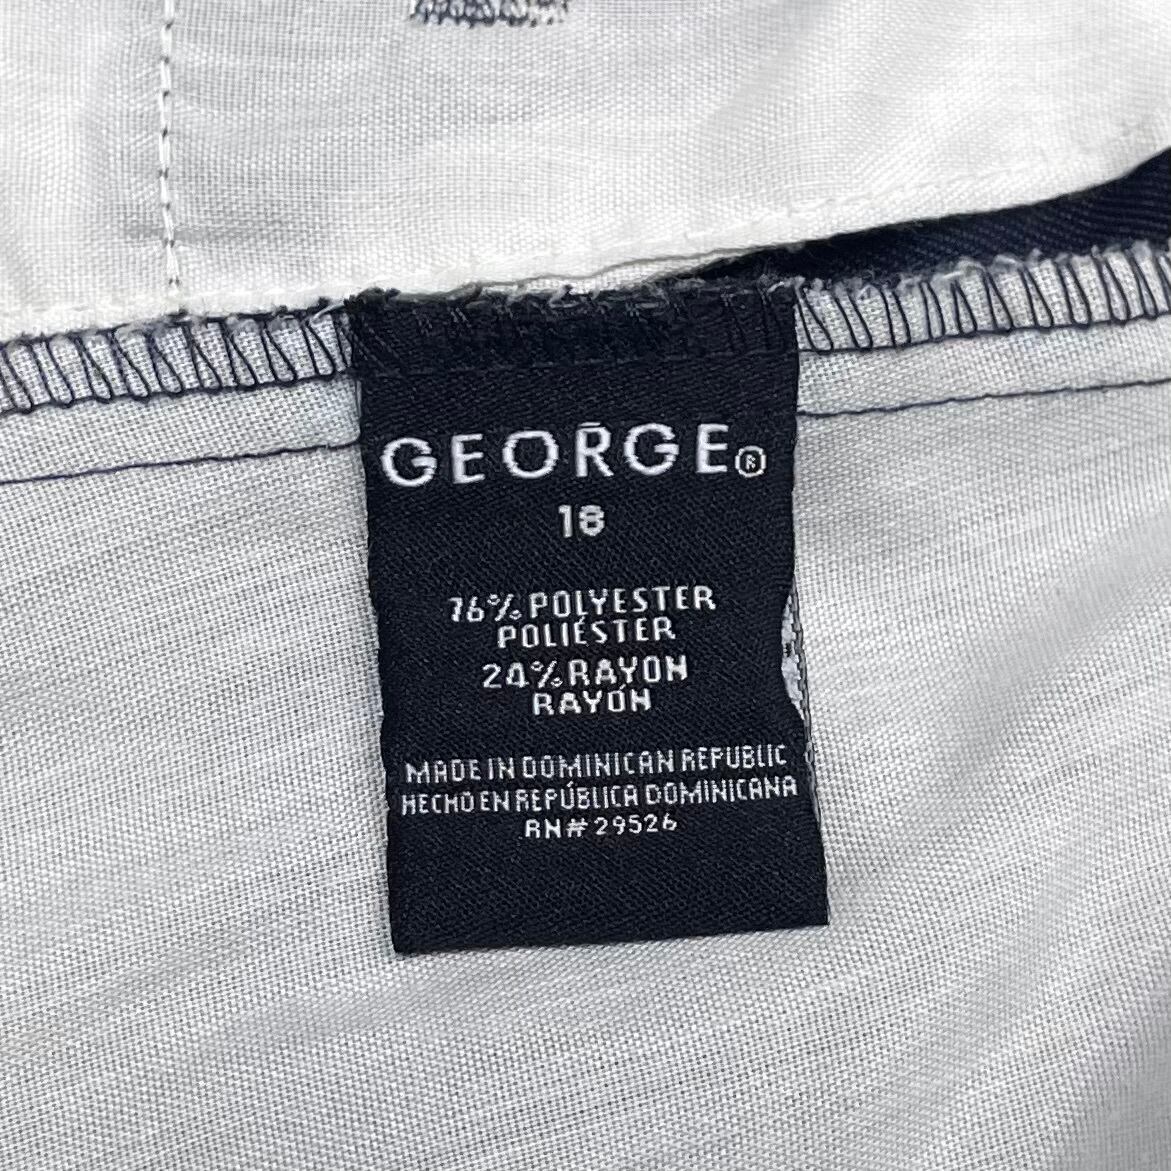 GEORGE®
18
76% POLYESTER
POLIÉSTER
24% RAYON
RAYÓN
MADE IN DOMINICAN REPUBLIC
HECHO EN REPÚBLICA DOMINICANA
RN# 29526